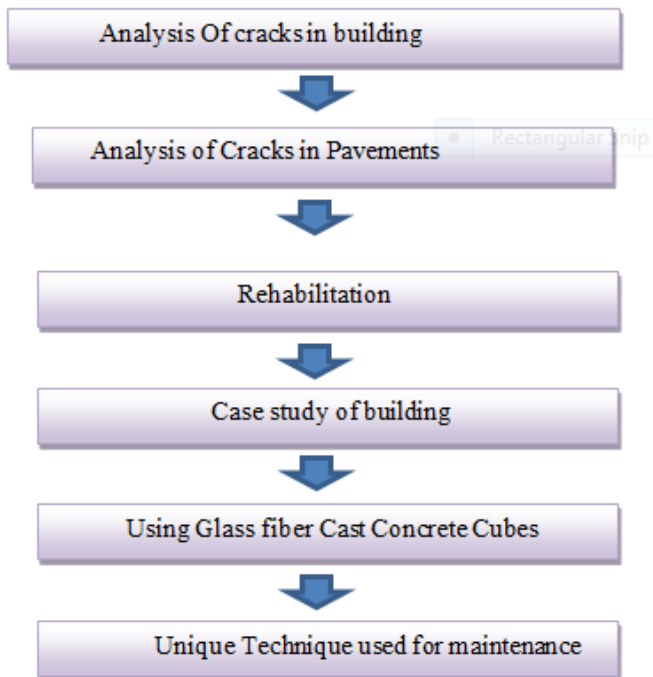 Analysis Of cracks in building
Analysis of Cracks in Pavements
Rectangular Snip
Rehabilitation
Case study of building
Using Glass fiber Cast Concrete Cubes
Unique Technique used for maintenance